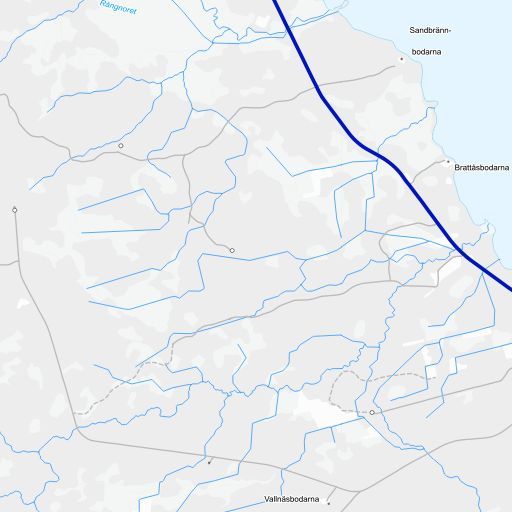 Rångnoret
Sandbränn-
bodarna
Brattåsbodarna
Vallnäsbodarna